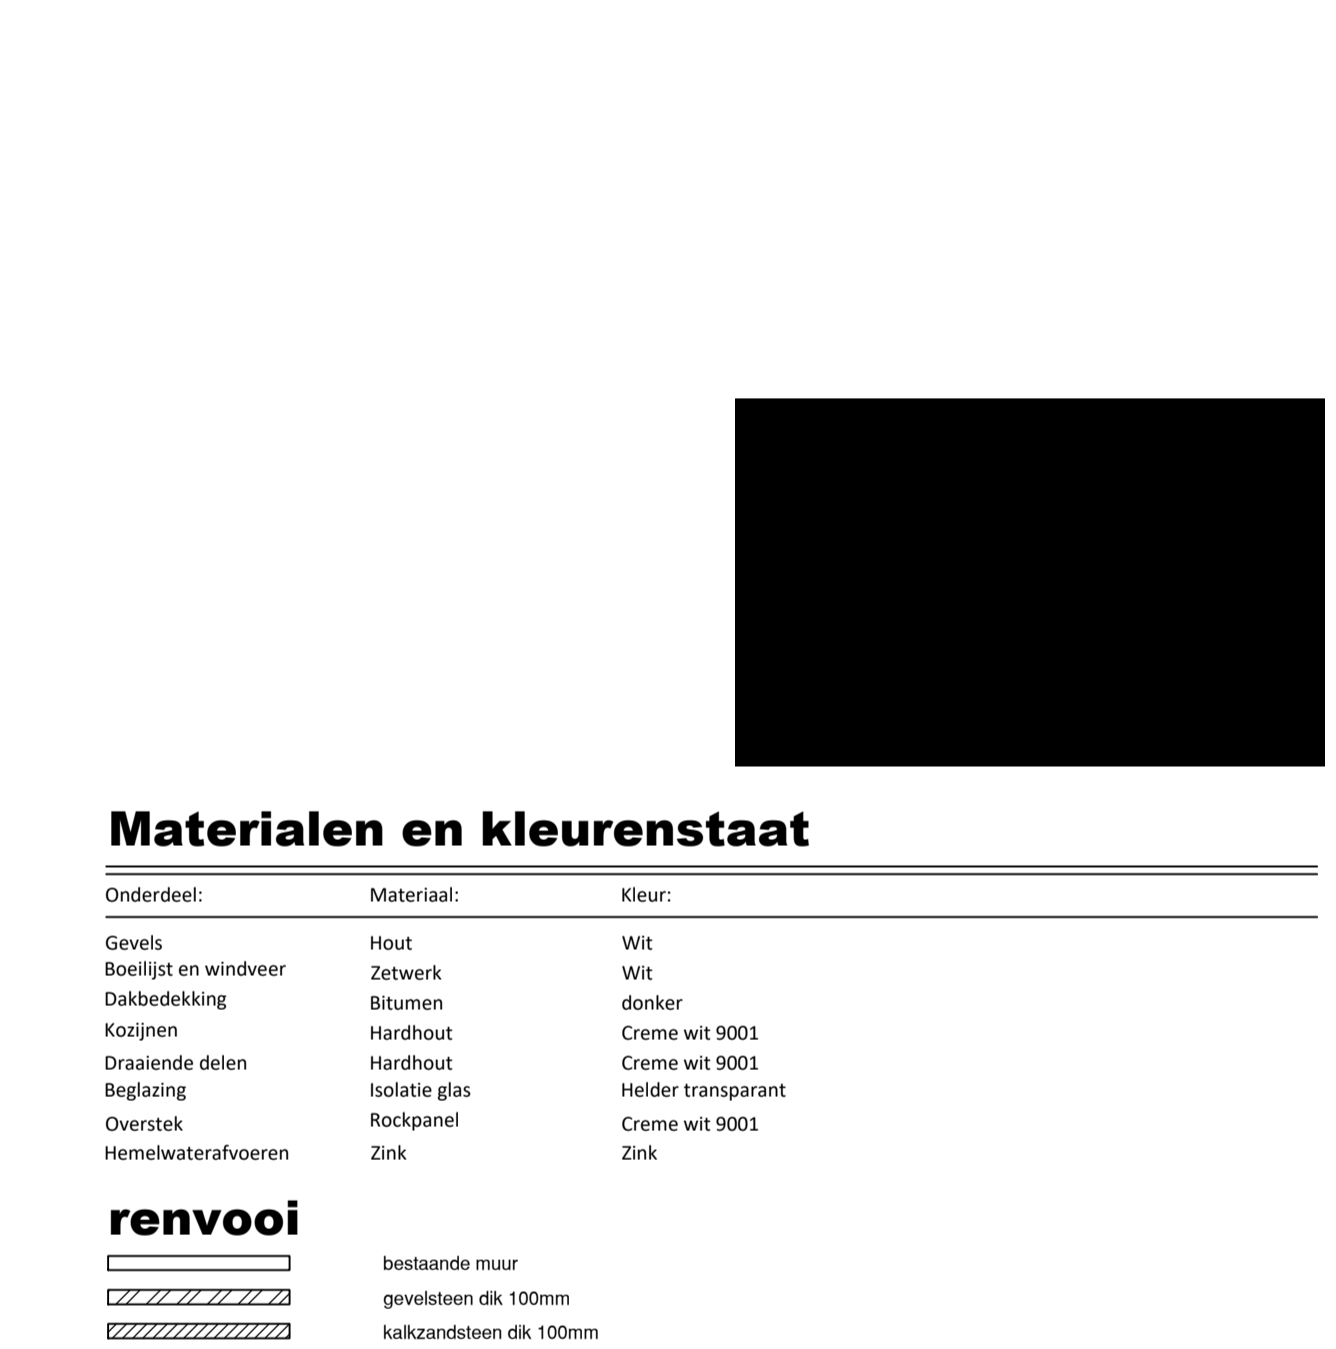 Materialen en kleurenstaat
Onderdeel: Materiaal: Kleur:
Gevels Hout Wit
Boeilijst en windveer Zetwerk Wit
Dakbedekking Bitumen donker
Kozijnen Hardhout Creme wit 9001
Draaiende delen Hardhout Creme wit 9001
Beglazing Isolatie glas Helder transparant
Overstek Rockpanel Creme wit 9001
Hemelwaterafvoeren Zink Zink
renvooi
bestaande muur
gevelsteen dik 100mm
kalkzandsteen dik 100mm